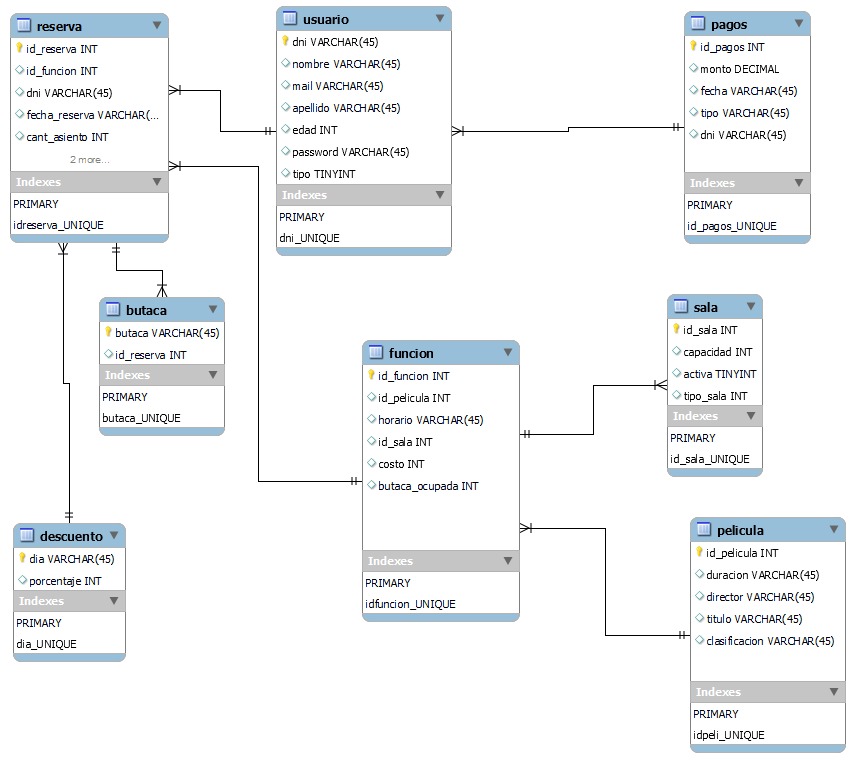 reserva
id_reserva INT
id_funcion INT
dni VARCHAR(45)
fecha_reserva VARCHAR(...
cant_asiento INT
2 more...
Indexes
PRIMARY
idreserva_UNIQUE
usuario
dni VARCHAR(45)
nombre VARCHAR(45)
mail VARCHAR(45)
apellido VARCHAR(45)
edad INT
password VARCHAR(45)
tipo TINYINT
Indexes
PRIMARY
dni_UNIQUE
pagos
id_pagos INT
monto DECIMAL
fecha VARCHAR(45)
tipo VARCHAR(45)
dni VARCHAR(45)
Indexes
PRIMARY
id_pagos_UNIQUE
butaca
butaca VARCHAR(45)
id_reserva INT
Indexes
PRIMARY
butaca_UNIQUE
funcion
id_funcion INT
id_pelicula INT
horario VARCHAR(45)
id_sala INT
costo INT
butaca_ocupada INT
Indexes
PRIMARY
idfuncion_UNIQUE
sala
id_sala INT
capacidad INT
activa TINYINT
tipo_sala INT
Indexes
PRIMARY
id_sala_UNIQUE
descuento
dia VARCHAR(45)
porcentaje INT
Indexes
PRIMARY
dia_UNIQUE
pelicula
id_pelicula INT
duracion VARCHAR(45)
director VARCHAR(45)
titulo VARCHAR(45)
clasificacion VARCHAR(45)
Indexes
PRIMARY
idpeli_UNIQUE